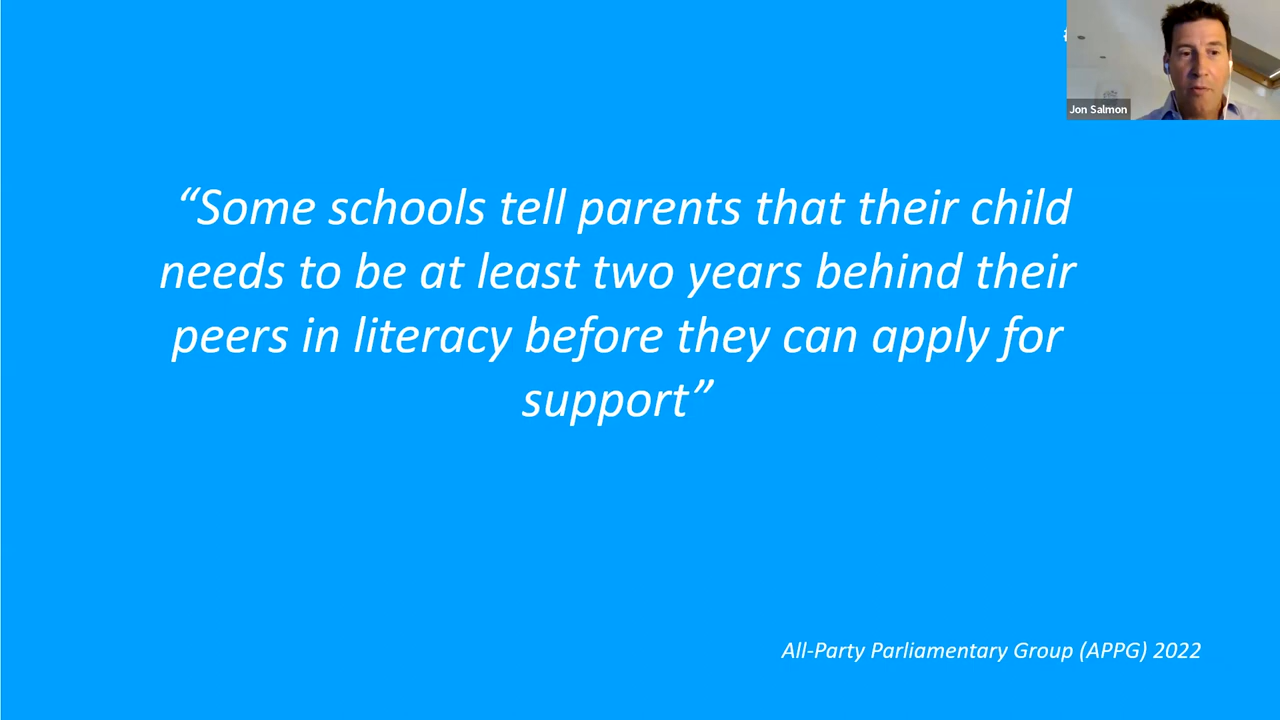 Jon Salmon
“Some schools tell parents that their child
needs to be at least two years behind their
peers in literacy before they can apply for
support”
All-Party Parliamentary Group (APPG) 2022